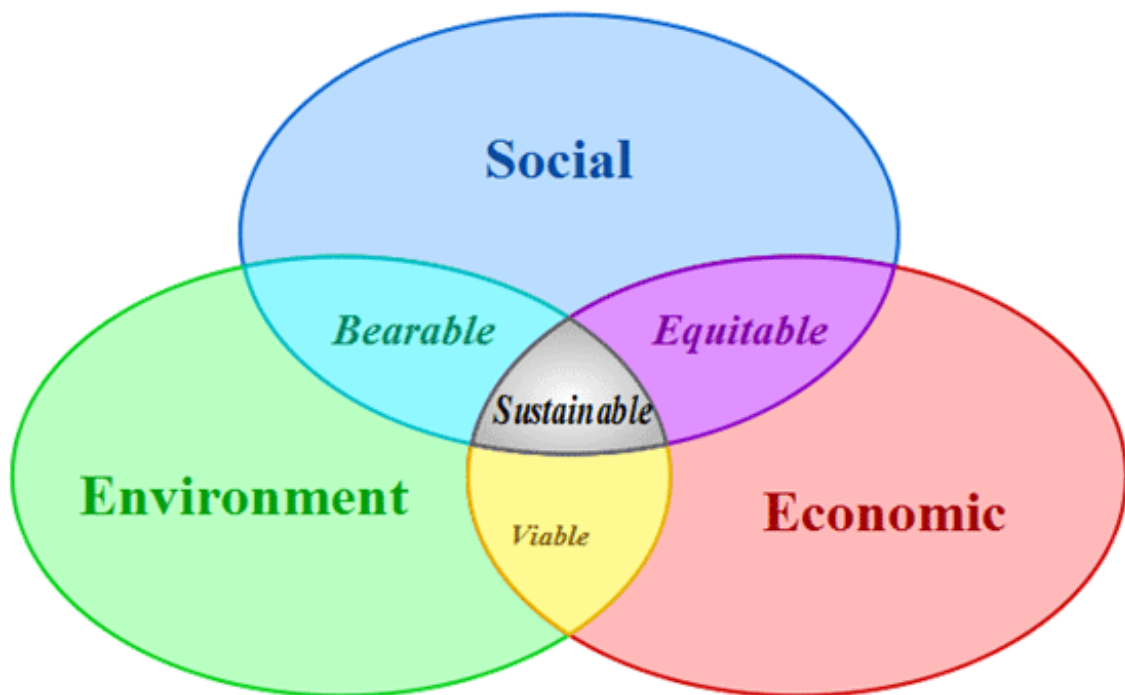 Social
Bearable
Equitable
Sustainable
Environment
Economic
Viable